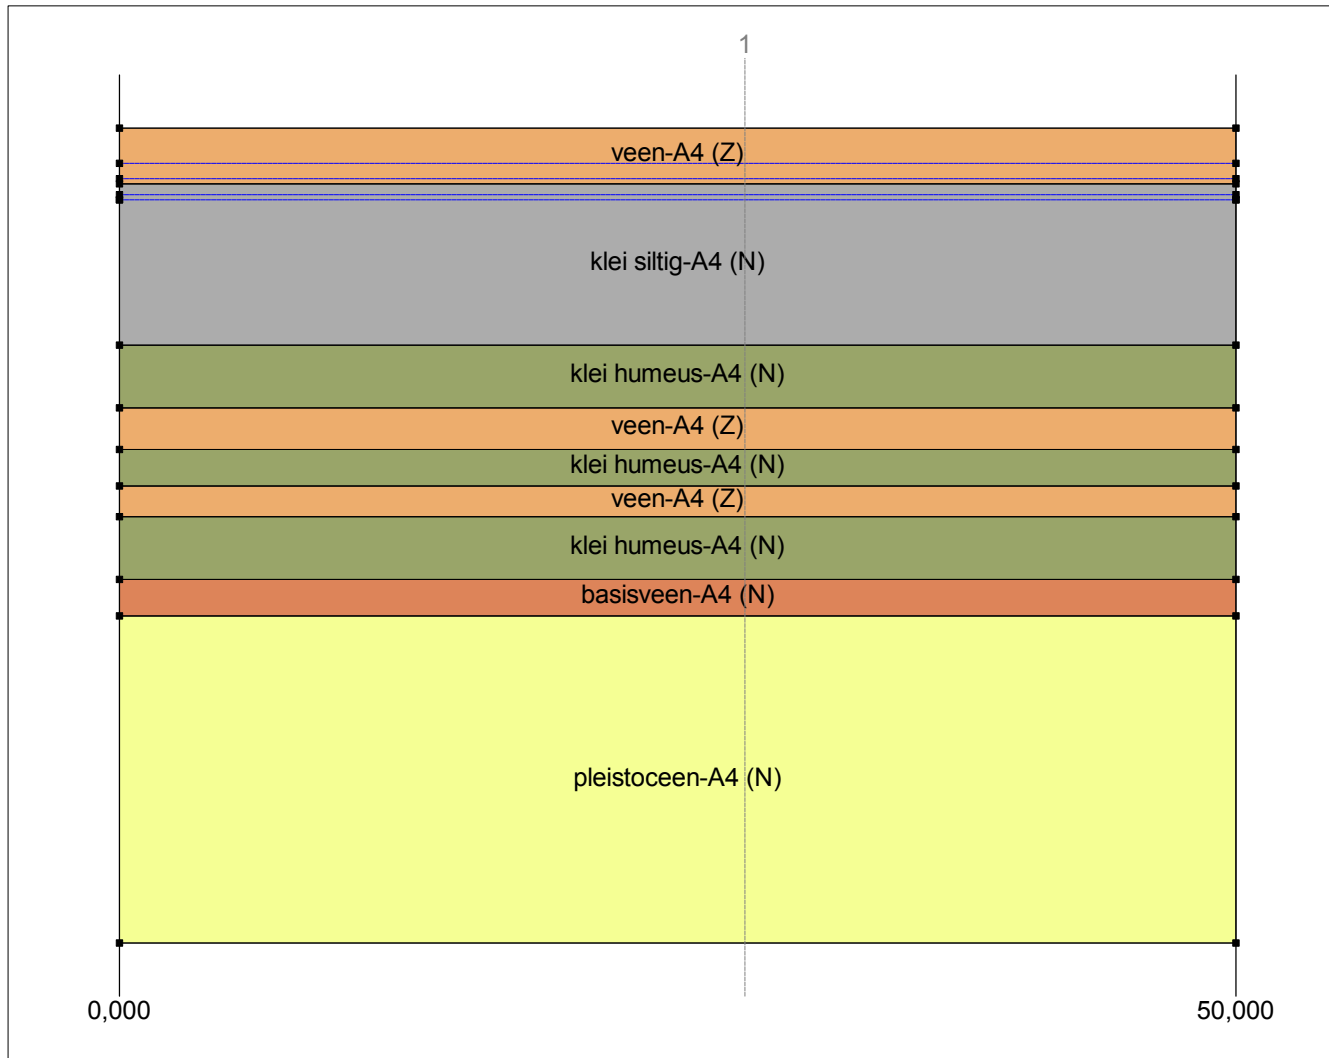 1
veen-A4 (Z)
klei siltig-A4 (N)
klei humeus-A4 (N)
veen-A4 (Z)
klei humeus-A4 (N)
veen-A4 (Z)
klei humeus-A4 (N)
basisveen-A4 (N)
pleistoceen-A4 (N)
0,000
50,000